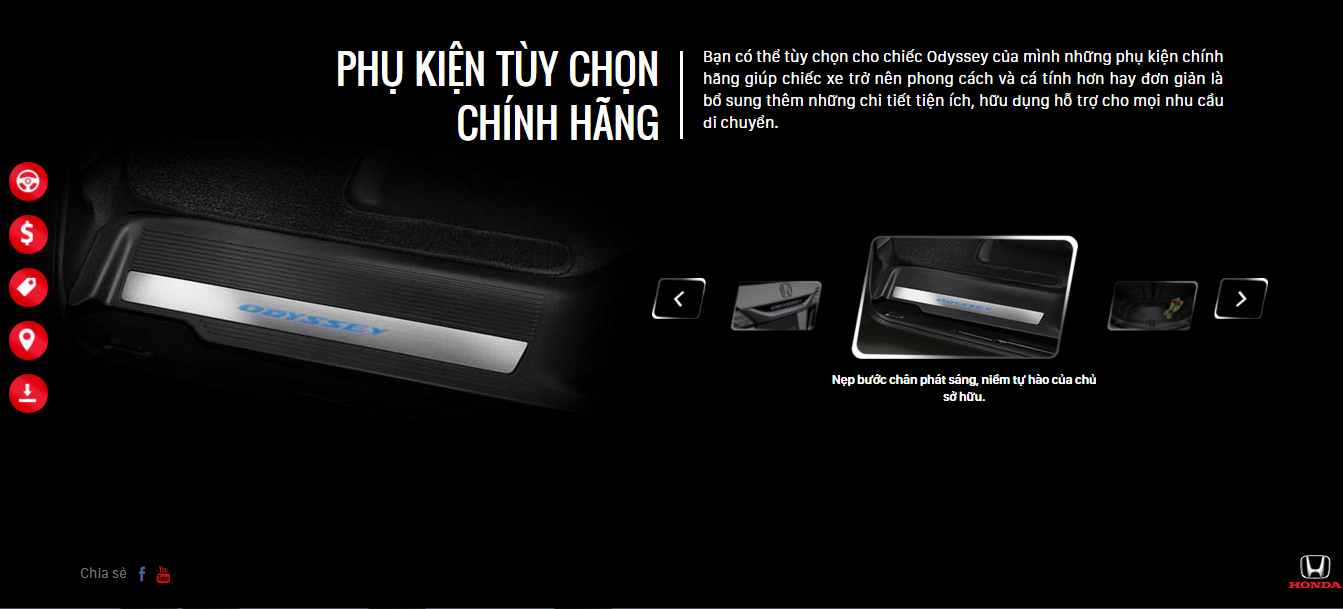 PHỤ KIỆN TÙY CHỌN
CHÍNH HÃNG
Bạn có thể tùy chọn cho chiếc Odyssey của mình những phụ kiện chính
hãng giúp chiếc xe trở nên phong cách và cá tính hơn hay đơn giản là
bổ sung thêm những chi tiết tiện ích, hữu dụng hỗ trợ cho mọi nhu cầu
di chuyển.
$
ODYSSEY
ODYSSEY
Nẹp bước chân phát sáng, niềm tự hào của chủ
sở hữu.
Chia sẻ f You Tube
HONDA